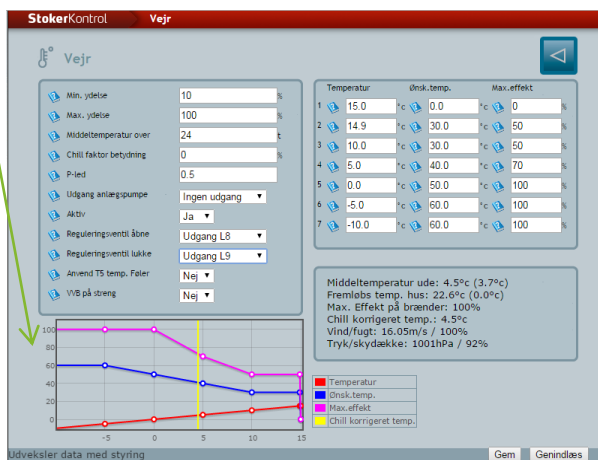 StokerKontrol Vejr
Vejr
Min. ydelse 10 %
Max. ydelse 100 %
Middeltemperatur over 24 t
Chill faktor betydning 0 %
P-led 0.5
Udgang anlægspumpe Ingen udgang
Aktiv Ja
Reguleringsventil åbne Udgang L8
Reguleringsventil lukke Udgang L9
Anvend T5 temp. Føler Nej
VVB på streng Nej
Temperatur Ønsk.temp. Max.effekt
1 15.0 °c 0.0 °c 0 %
2 14.9 °c 30.0 °c 50 %
3 10.0 °c 30.0 °c 50 %
4 5.0 °c 40.0 °c 70 %
5 0.0 °c 50.0 °c 100 %
6 -5.0 °c 60.0 °c 100 %
7 -10.0 °c 60.0 °c 100 %
Middeltemperatur ude: 4.5°c (3.7°c)
Fremløbs temp. hus: 22.6°c (0.0°c)
Max. Effekt på brænder: 100%
Chill korrigeret temp.: 4.5°c
Vind/fugt: 16.05m/s / 100%
Tryk/skydække: 1001hPa / 92%
100
80
60
40
20
0
-5 0 5 10 15
Temperatur
Ønsk.temp.
Max.effekt
Chill korrigeret temp.
Udveksler data med styring
Gem Genindlæs